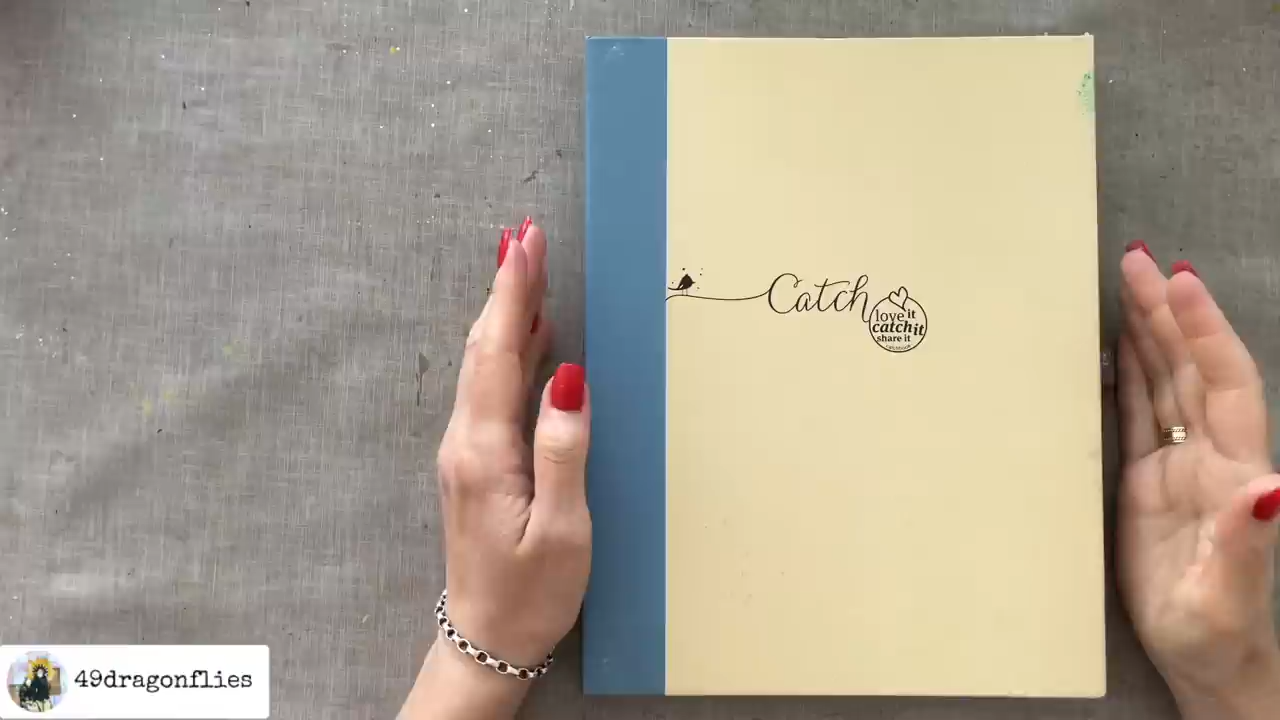 Catch
love it
catch it
share it
49dragonflies